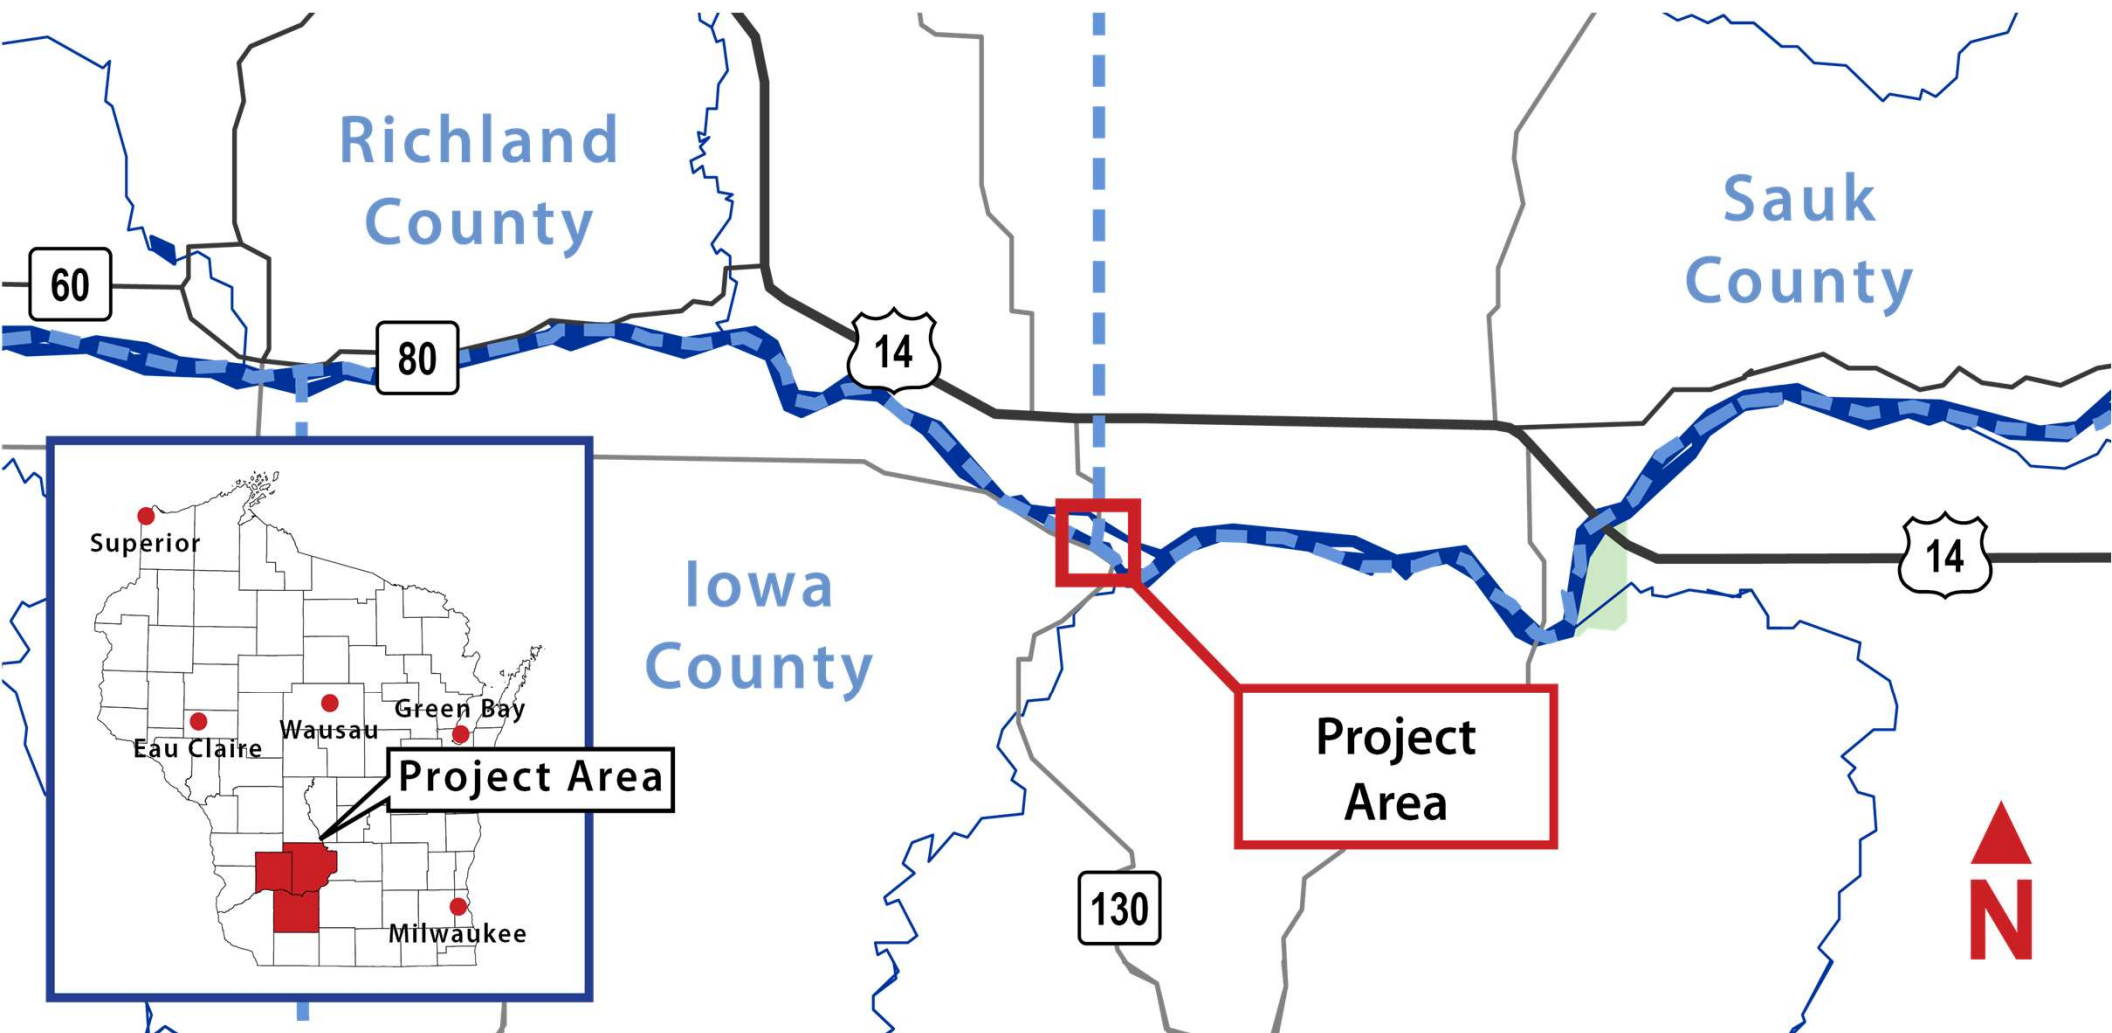 Richland
County
Sauk
County
60
80
14
14
Iowa
County
Superior
Wausau
Green Bay
Eau Claire
Project Area
Milwaukee
Project
Area
130
N